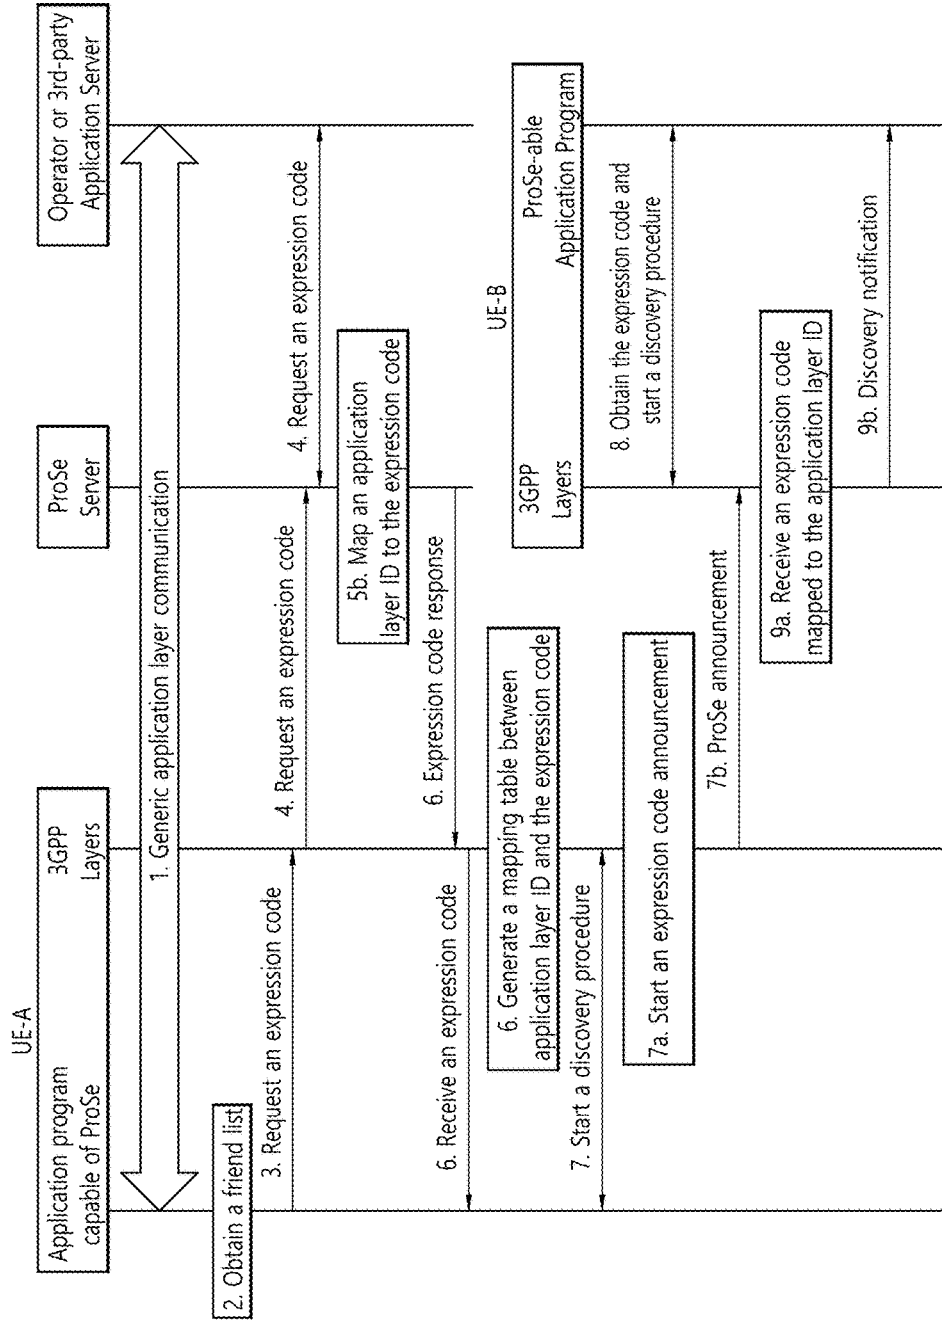 UE-A
Application program
capable of ProSe
3GPP
Layers
ProSe
Server
Operator or 3rd-party
Application Server
1. Generic application layer communication
2. Obtain a friend list
3. Request an expression code
4. Request an expression code
4. Request an expression code
5b. Map an application
layer ID to the expression code
6. Expression code response
6. Receive an expression code
6. Generate a mapping table between
application layer ID and the expression code
UE-B
3GPP
Layers
ProSe-able
Application Program
7. Start a discovery procedure
8. Obtain the expression code and
start a discovery procedure
7a. Start an expression code announcement
7b. ProSe announcement
9a. Receive an expression code
mapped to the application layer ID
9b. Discovery notification